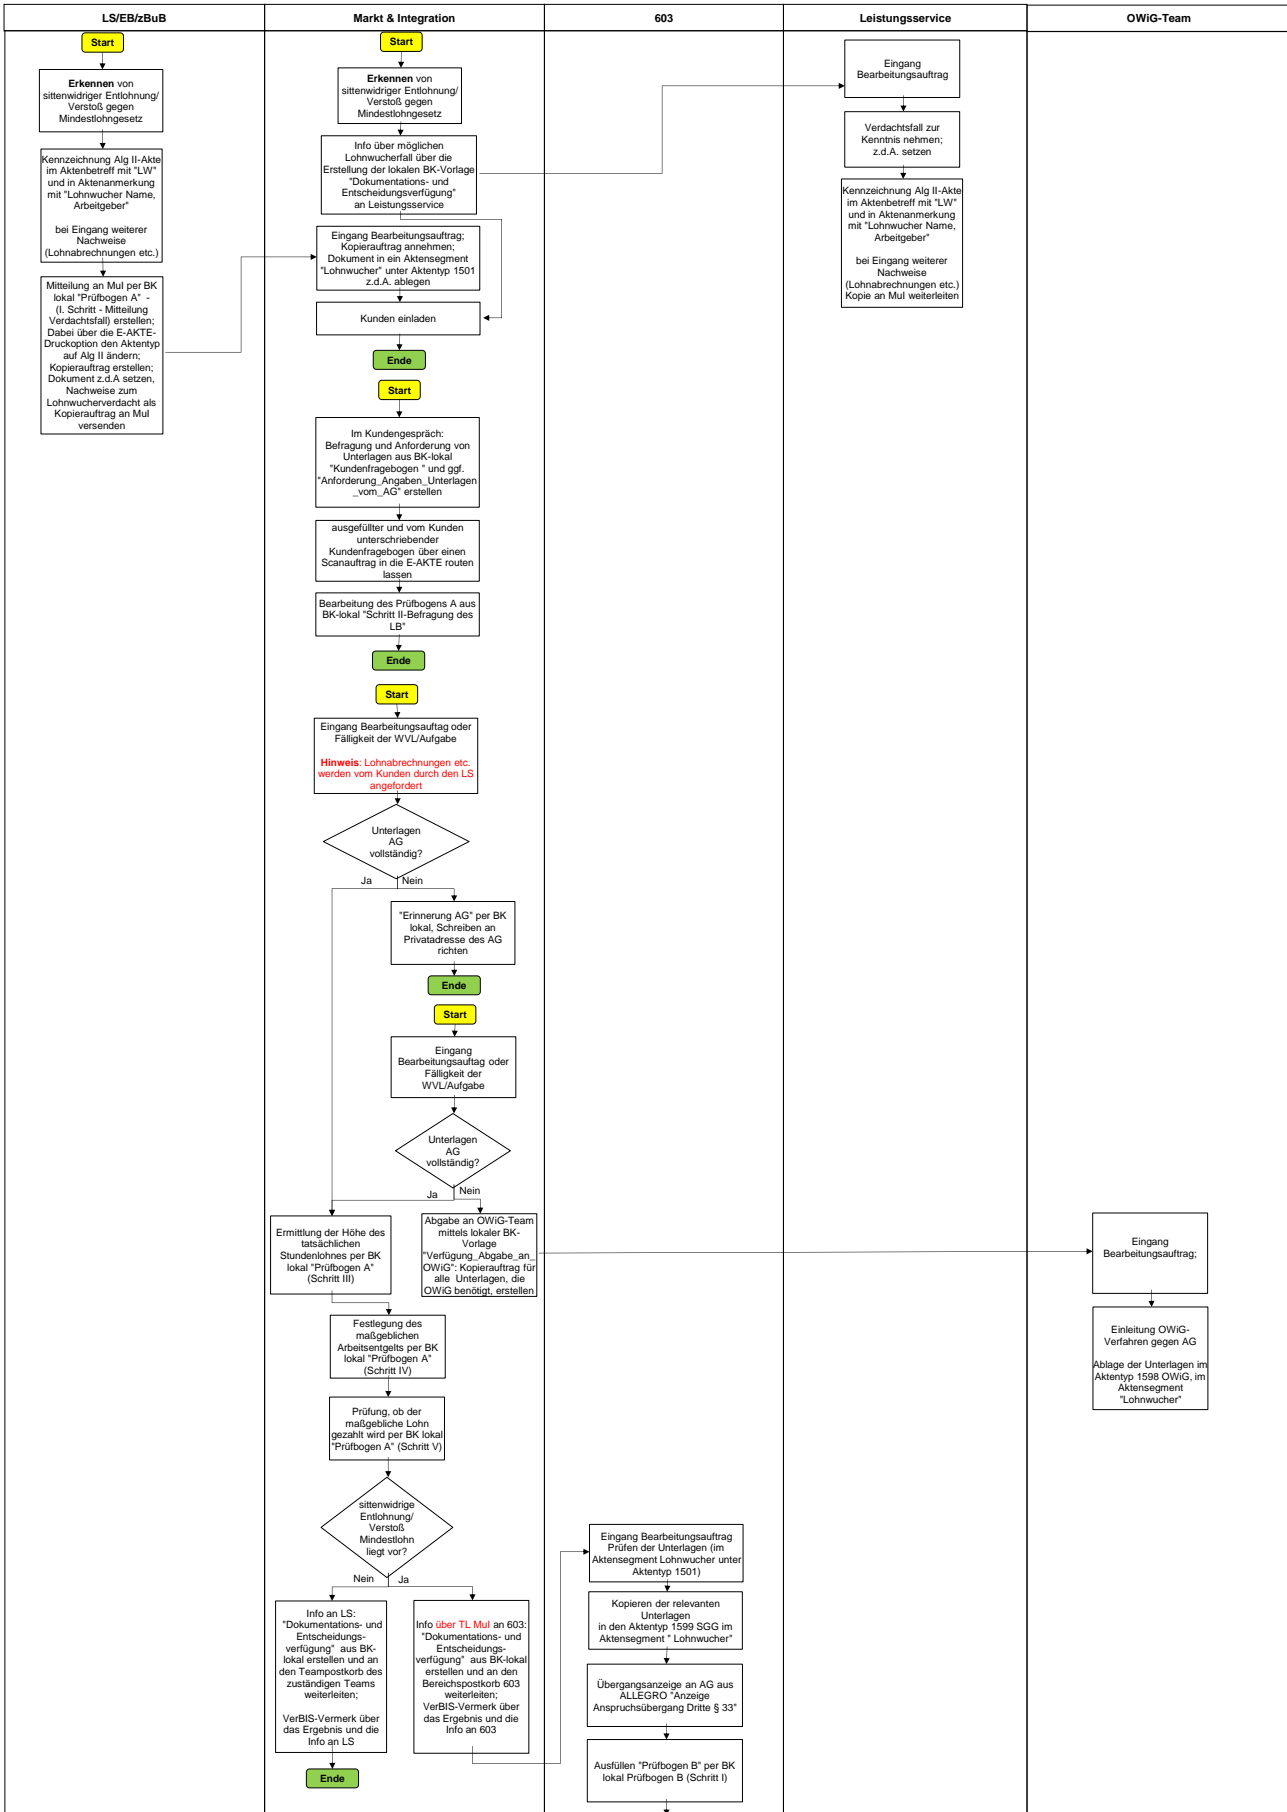 LS/EB/zBuB
Markt & Integration
603
Leistungsservice
OWiG-Team
Start
Erkennen von
sittenwidriger Entlohnung/
Verstoß gegen
Mindestlohngesetz
Kennzeichnung Alg II-Akte
im Aktenbetreff mit "LW"
und in Aktenanmerkung
mit "Lohnwucher Name,
Arbeitgeber"
bei Eingang weiterer
Nachweise
(Lohnabrechnungen etc.)
Mitteilung an MuI per BK
lokal "Prüfbogen A" -
(I. Schritt - Mitteilung
Verdachtsfall) erstellen;
Dabei über die E-AKTE-
Druckoption den Aktentyp
auf Alg II ändern;
Kopierauftrag erstellen;
Dokument z.d.A setzen,
Nachweise zum
Lohnwucherverdacht als
Kopierauftrag an MuI
versenden
Start
Erkennen von
sittenwidriger Entlohnung/
Verstoß gegen
Mindestlohngesetz
Info über möglichen
Lohnwucherfall über die
Erstellung der lokalen BK-Vorlage
"Dokumentations- und
Entscheidungsverfügung"
an Leistungsservice
Eingang Bearbeitungsauftrag;
Kopierauftrag annehmen;
Dokument in ein Aktensegment
"Lohnwucher" unter Aktentyp 1501
z.d.A. ablegen
Kunden einladen
Ende
Start
Im Kundengespräch:
Befragung und Anforderung von
Unterlagen aus BK-lokal
"Kundenfragebogen " und ggf.
"Anforderung_Angaben_Unterlagen
_vom_AG" erstellen
ausgefüllter und vom Kunden
unterschriebender
Kundenfragebogen über einen
Scanauftrag in die E-AKTE routen
lassen
Bearbeitung des Prüfbogens A aus
BK-lokal "Schritt II-Befragung des
LB"
Ende
Start
Eingang Bearbeitungsauftag oder
Fälligkeit der WVL/Aufgabe
Hinweis: Lohnabrechnungen etc.
werden vom Kunden durch den LS
angefordert
Unterlagen
AG
vollständig?
Ja
Nein
"Erinnerung AG" per BK
lokal, Schreiben an
Privatadresse des AG
richten
Ende
Start
Eingang
Bearbeitungsauftag oder
Fälligkeit der
WVL/Aufgabe
Unterlagen
AG
vollständig?
Ja
Nein
Ermittlung der Höhe des
tatsächlichen
Stundenlohnes per BK
lokal "Prüfbogen A"
(Schritt III)
Abgabe an OWiG-Team
mittels lokaler BK-
Vorlage
"Verfügung_Abgabe_an_
OWiG": Kopierauftrag für
alle Unterlagen, die
OWiG benötigt, erstellen
Festlegung des
maßgeblichen
Arbeitsentgelts per BK
lokal "Prüfbogen A"
(Schritt IV)
Prüfung, ob der
maßgebliche Lohn
gezahlt wird per BK lokal
"Prüfbogen A" (Schritt V)
sittenwidrige
Entlohnung/
Verstoß
Mindestlohn
liegt vor?
Nein
Ja
Info an LS:
"Dokumentations- und
Entscheidungs-
verfügung" aus BK-
lokal erstellen und an
den Teampostkorb des
zuständigen Teams
weiterleiten;
VerBIS-Vermerk über
das Ergebnis und die
Info an LS
Ende
Info über TL MuI an 603:
"Dokumentations- und
Entscheidungs-
verfügung" aus BK-lokal
erstellen und an den
Bereichspostkorb 603
weiterleiten;
VerBIS-Vermerk über
das Ergebnis und die
Info an 603
Eingang Bearbeitungsauftrag
Prüfen der Unterlagen (im
Aktensegment Lohnwucher unter
Aktentyp 1501)
Kopieren der relevanten
Unterlagen
in den Aktentyp 1599 SGG im
Aktensegment " Lohnwucher"
Übergangsanzeige an AG aus
ALLEGRO "Anzeige
Anspruchsübergang Dritte § 33"
Ausfüllen "Prüfbogen B" per BK
lokal Prüfbogen B (Schritt I)
Eingang
Bearbeitungsauftrag
Verdachtsfall zur
Kenntnis nehmen;
z.d.A. setzen
Kennzeichnung Alg II-Akte
im Aktenbetreff mit "LW"
und in Aktenanmerkung
mit "Lohnwucher Name,
Arbeitgeber"
bei Eingang weiterer
Nachweise
(Lohnabrechnungen etc.)
Kopie an MuI weiterleiten
Eingang
Bearbeitungsauftrag;
Einleitung OWiG-
Verfahren gegen AG
Ablage der Unterlagen im
Aktentyp 1598 OWiG, im
Aktensegment
"Lohnwucher"